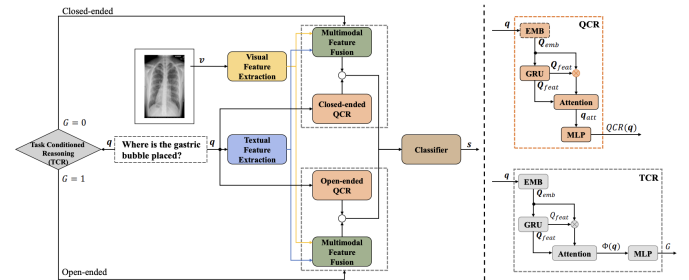 Closed-ended
G = 0
Task Conditioned
Reasoning
(TCR)
G = 1
Open-ended
q
Where is the gastric
bubble placed?
q
v
Visual
Feature
Extraction
Textual
Feature
Extraction
Multimodal
Feature
Fusion
Closed-ended
QCR
Open-ended
QCR
Multimodal
Feature
Fusion
Classifier
s
QCR
q
EMB
Q_emb
GRU
Q_feat
Q_feat
Attention
q_att
MLP
QCR(q)
TCR
q
EMB
Q_emb
GRU
Q_feat
Q_feat
Attention
Φ(q)
MLP
G